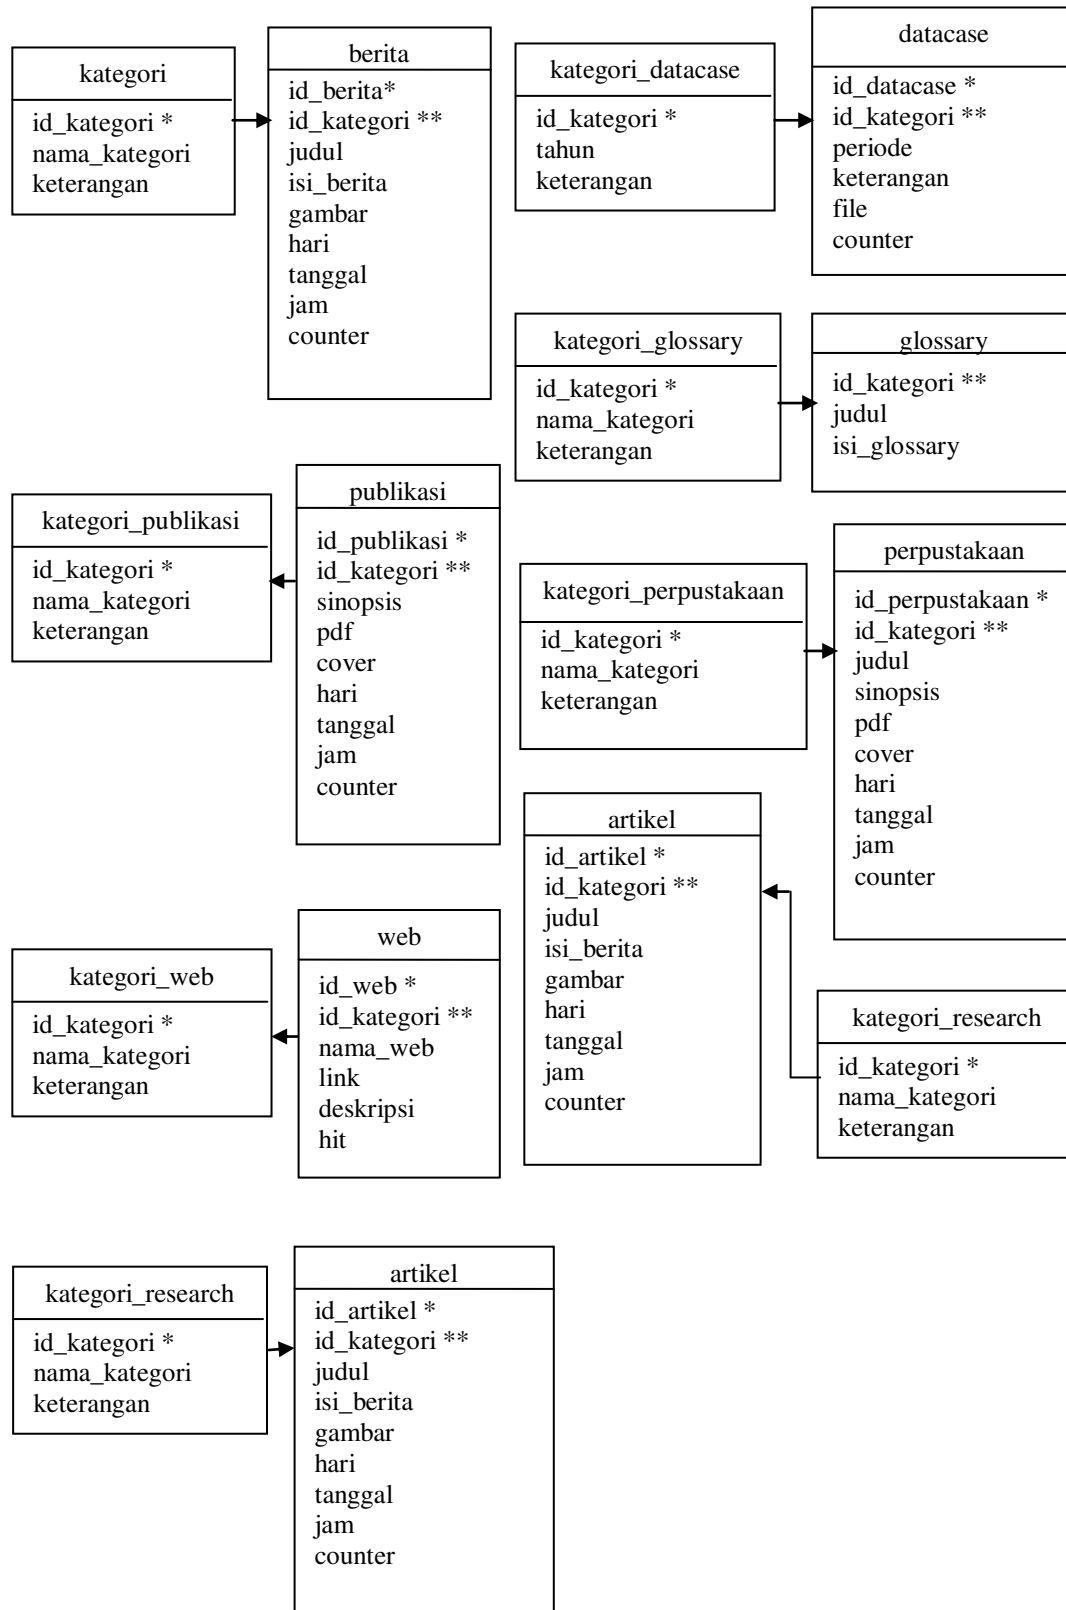 kategori
id_kategori *
nama_kategori
keterangan
berita
id_berita*
id_kategori **
judul
isi_berita
gambar
hari
tanggal
jam
counter
kategori_datacase
id_kategori *
tahun
keterangan
datacase
id_datacase *
id_kategori **
periode
keterangan
file
counter
kategori_glossary
id_kategori *
nama_kategori
keterangan
glossary
id_kategori **
judul
isi_glossary
kategori_publikasi
id_kategori *
nama_kategori
keterangan
publikasi
id_publikasi *
id_kategori **
sinopsis
pdf
cover
hari
tanggal
jam
counter
kategori_perpustakaan
id_kategori *
nama_kategori
keterangan
perpustakaan
id_perpustakaan *
id_kategori **
judul
sinopsis
pdf
cover
hari
tanggal
jam
counter
kategori_web
id_kategori *
nama_kategori
keterangan
web
id_web *
id_kategori **
nama_web
link
deskripsi
hit
artikel
id_artikel *
id_kategori **
judul
isi_berita
gambar
hari
tanggal
jam
counter
kategori_research
id_kategori *
nama_kategori
keterangan
kategori_research
id_kategori *
nama_kategori
keterangan
artikel
id_artikel *
id_kategori **
judul
isi_berita
gambar
hari
tanggal
jam
counter